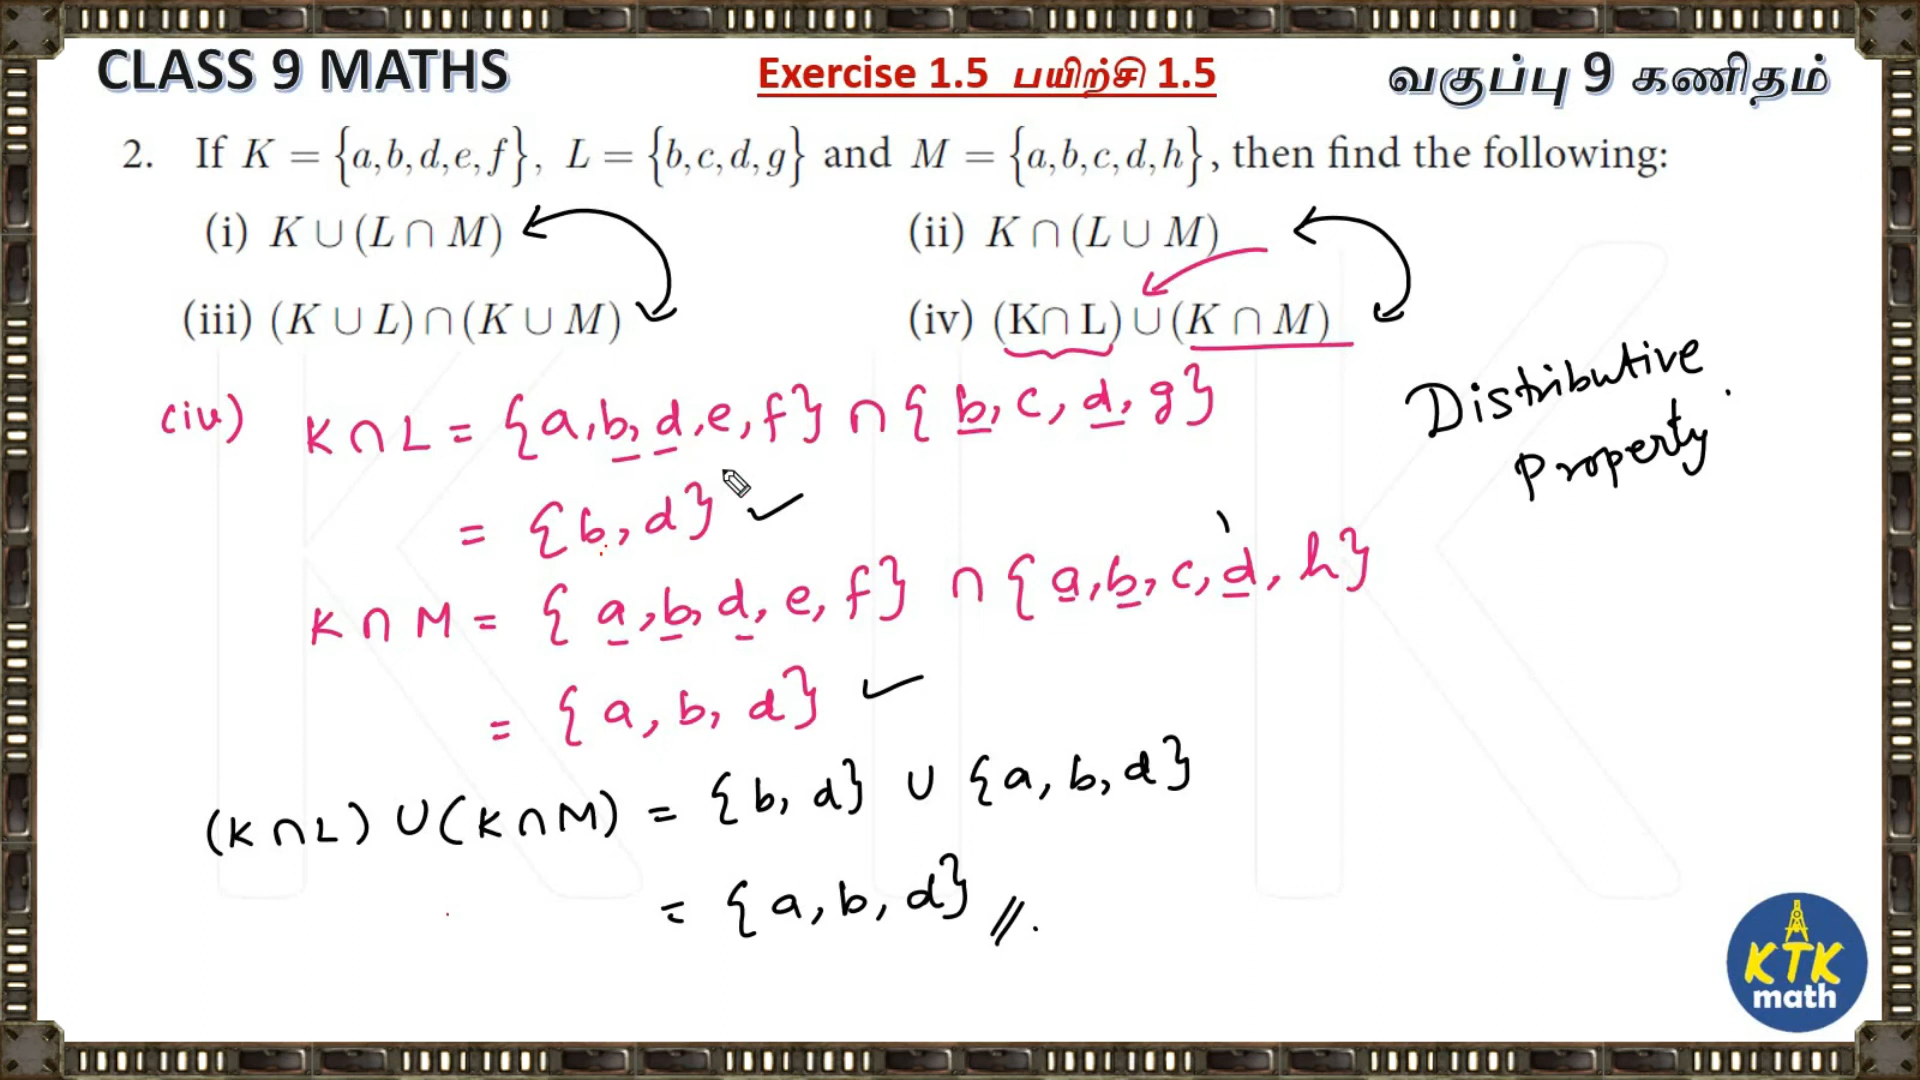 CLASS 9 MATHS
Exercise 1.5 பயிற்சி 1.5
வகுப்பு 9 கணிதம்
2. If K = {a,b,d,e,f}, L = {b,c,d,g} and M = {a,b,c,d,h}, then find the following:
(i) K ∪ (L ∩ M)
(ii) K ∩ (L ∪ M)
(iii) (K ∪ L) ∩ (K ∪ M)
(iv) (K∩ L) ∪ (K ∩ M)
Distributive
Property.
(iv) K ∩ L = {a, b, d, e, f} ∩ { b, c, d, g}
= {b, d}
K ∩ M = { a, b, d, e, f} ∩ {a, b, c, d, h}
= {a, b, d}
(K ∩ L) ∪ (K ∩ M) = {b, d} ∪ {a, b, d}
= {a, b, d} //.
KTK
math